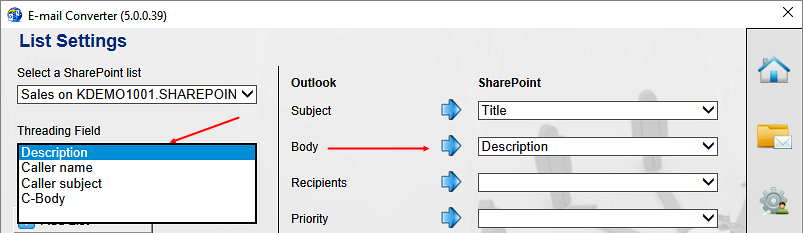 E-mail Converter (5.0.0.39)
List Settings
Select a SharePoint list
Sales on KDEMO1001.SHAREPOIN
Threading Field
Description
Caller name
Caller subject
C-Body
Outlook SharePoint
Subject Title
Body Description
Recipients
Priority